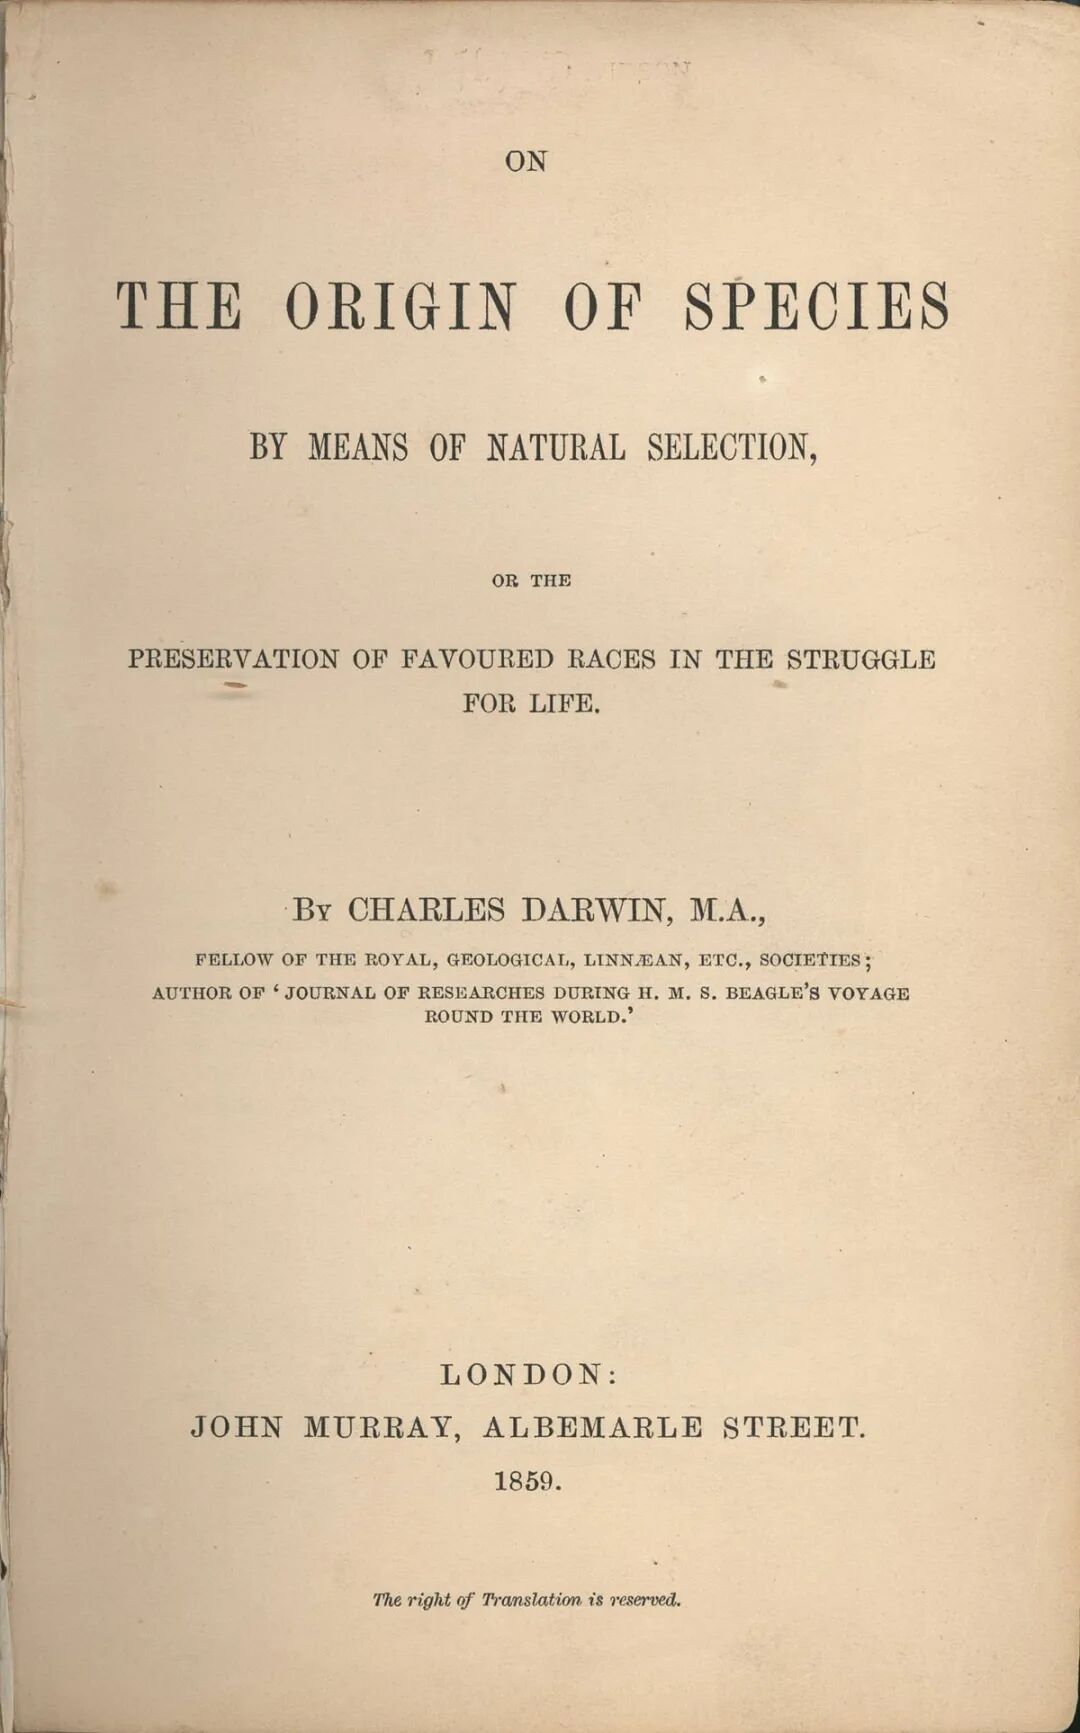 ON
THE ORIGIN OF SPECIES
BY MEANS OF NATURAL SELECTION,
OR THE
PRESERVATION OF FAVOURED RACES IN THE STRUGGLE
FOR LIFE.
BY CHARLES DARWIN, M.A.,
FELLOW OF THE ROYAL, GEOLOGICAL, LINNÆAN, ETC., SOCIETIES;
AUTHOR OF ‘JOURNAL OF RESEARCHES DURING H. M. S. BEAGLE’S VOYAGE
ROUND THE WORLD.’
LONDON:
JOHN MURRAY, ALBEMARLE STREET.
1859.
The right of Translation is reserved.